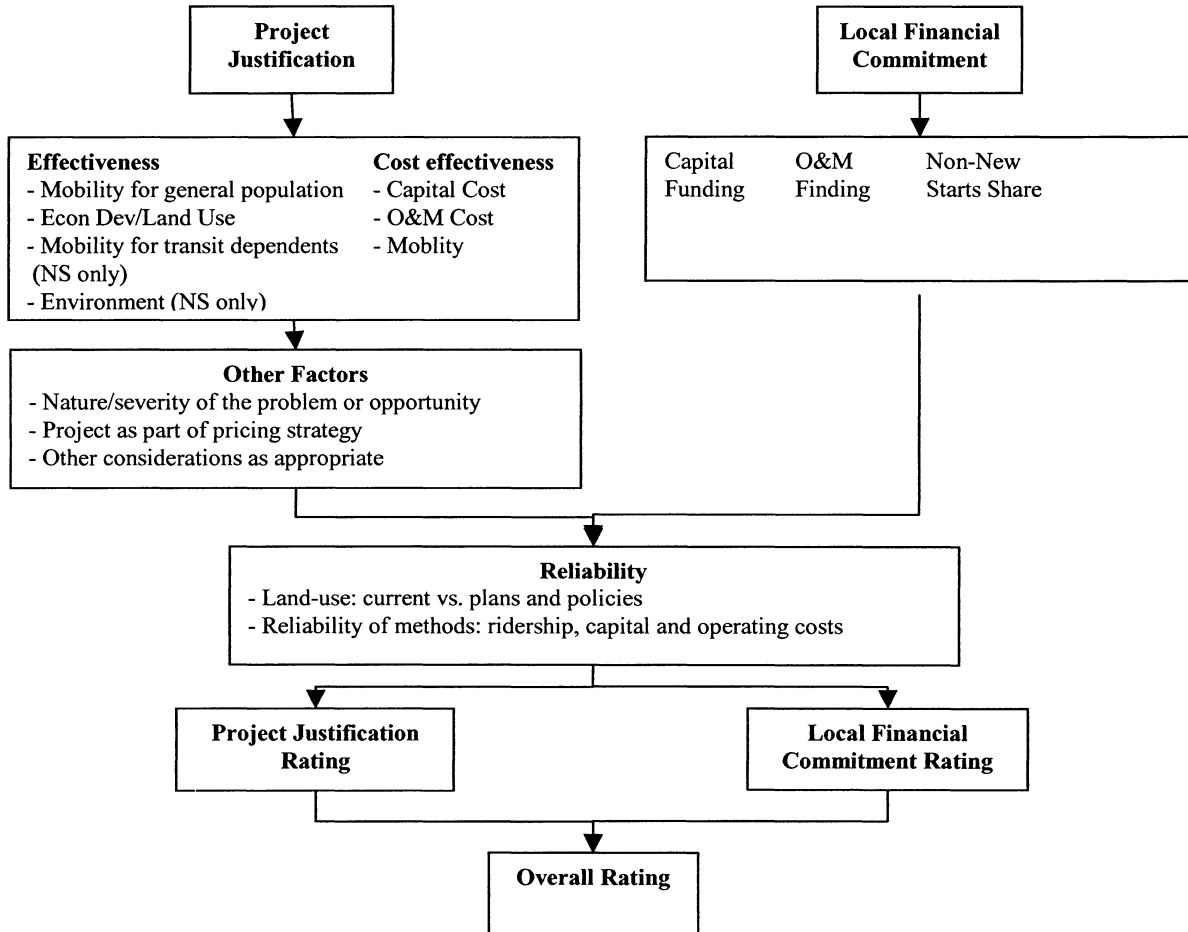 Project
Justification
Local Financial
Commitment
Effectiveness
- Mobility for general population
- Econ Dev/Land Use
- Mobility for transit dependents
(NS only)
- Environment (NS only)
Cost effectiveness
- Capital Cost
- O&M Cost
- Moblity
Capital
Funding
O&M
Finding
Non-New
Starts Share
Other Factors
- Nature/severity of the problem or opportunity
- Project as part of pricing strategy
- Other considerations as appropriate
Reliability
- Land-use: current vs. plans and policies
- Reliability of methods: ridership, capital and operating costs
Project Justification
Rating
Local Financial
Commitment Rating
Overall Rating